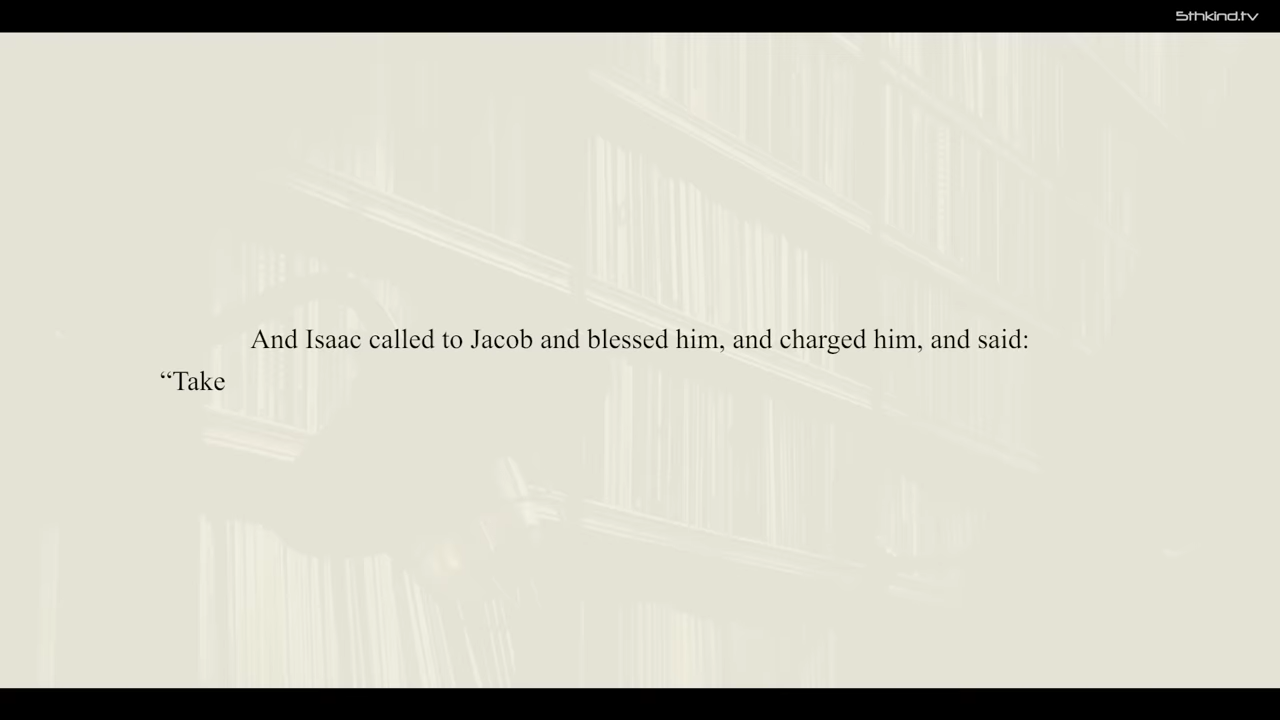 5thkind.tv
And Isaac called to Jacob and blessed him, and charged him, and said:
“Take